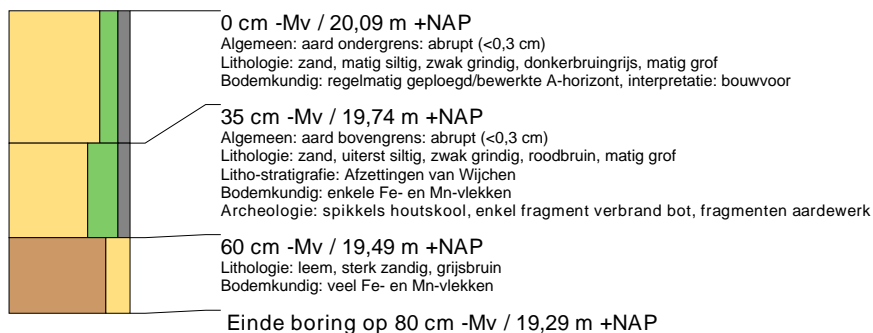 0 cm -Mv / 20,09 m +NAP
Algemeen: aard ondergrens: abrupt (<0,3 cm)
Lithologie: zand, matig siltig, zwak grindig, donkerbruingrijs, matig grof
Bodemkundig: regelmatig geploegd/bewerkte A-horizont, interpretatie: bouwvoor
35 cm -Mv / 19,74 m +NAP
Algemeen: aard bovengrens: abrupt (<0,3 cm)
Lithologie: zand, uiterst siltig, zwak grindig, roodbruin, matig grof
Litho-stratigrafie: Afzettingen van Wijchen
Bodemkundig: enkele Fe- en Mn-vlekken
Archeologie: spikkels houtskool, enkel fragment verbrand bot, fragmenten aardewerk
60 cm -Mv / 19,49 m +NAP
Lithologie: leem, sterk zandig, grijsbruin
Bodemkundig: veel Fe- en Mn-vlekken
Einde boring op 80 cm -Mv / 19,29 m +NAP